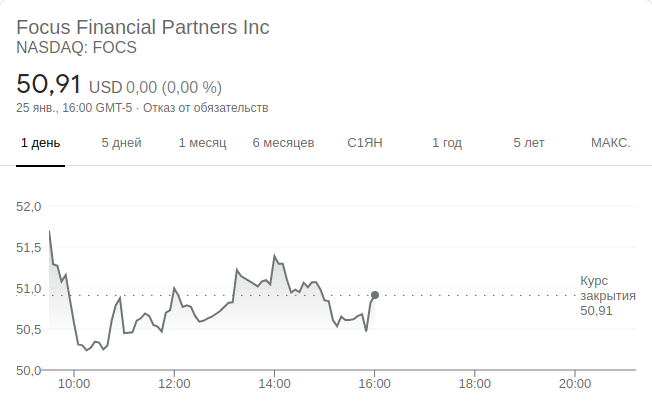 Focus Financial Partners Inc
NASDAQ: FOCS
50,91 USD 0,00 (0,00 %)
25 янв., 16:00 GMT-5 · Отказ от обязательств
1 день 5 дней 1 месяц 6 месяцев С1ЯН 1 год 5 лет МАКС.
52,0
51,5
51,0
50,5
50,0
Курс
закрытия
50,91
10:00 12:00 14:00 16:00 18:00 20:00